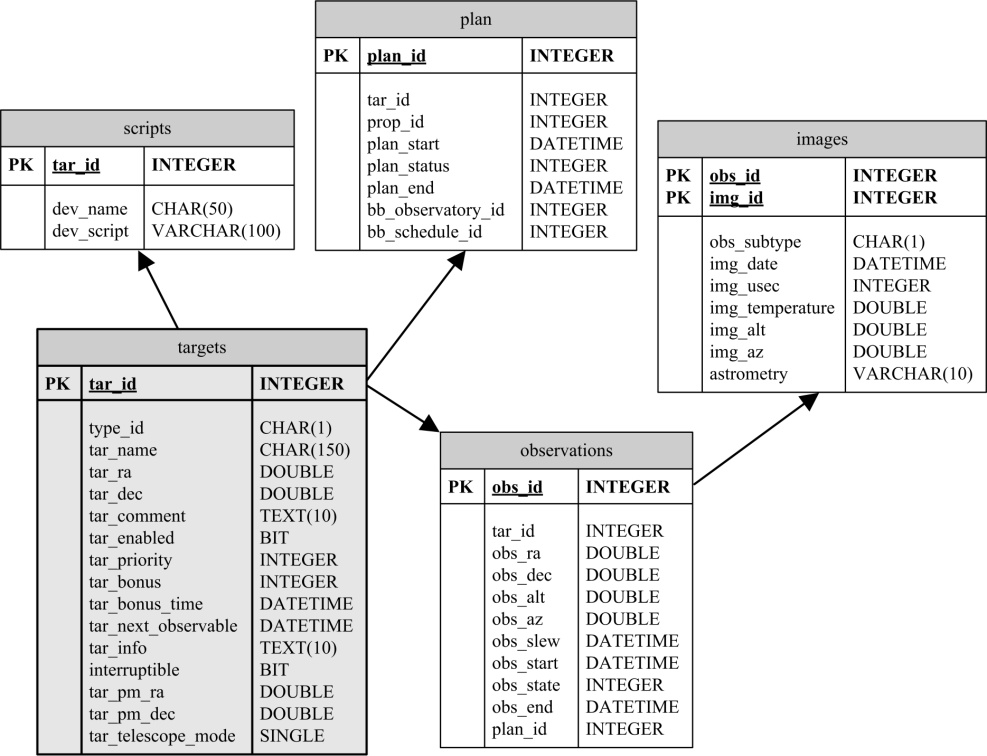 plan
PK plan_id INTEGER
tar_id INTEGER
prop_id INTEGER
plan_start DATETIME
plan_status INTEGER
plan_end DATETIME
bb_observatory_id INTEGER
bb_schedule_id INTEGER
scripts
PK tar_id INTEGER
dev_name CHAR(50)
dev_script VARCHAR(100)
images
PK obs_id INTEGER
PK img_id INTEGER
obs_subtype CHAR(1)
img_date DATETIME
img_usec INTEGER
img_temperature DOUBLE
img_alt DOUBLE
img_az DOUBLE
astrometry VARCHAR(10)
targets
PK tar_id INTEGER
type_id CHAR(1)
tar_name CHAR(150)
tar_ra DOUBLE
tar_dec DOUBLE
tar_comment TEXT(10)
tar_enabled BIT
tar_priority INTEGER
tar_bonus INTEGER
tar_bonus_time DATETIME
tar_next_observable DATETIME
tar_info TEXT(10)
interruptible BIT
tar_pm_ra DOUBLE
tar_pm_dec DOUBLE
tar_telescope_mode SINGLE
observations
PK obs_id INTEGER
tar_id INTEGER
obs_ra DOUBLE
obs_dec DOUBLE
obs_alt DOUBLE
obs_az DOUBLE
obs_slew DATETIME
obs_start DATETIME
obs_state INTEGER
obs_end DATETIME
plan_id INTEGER